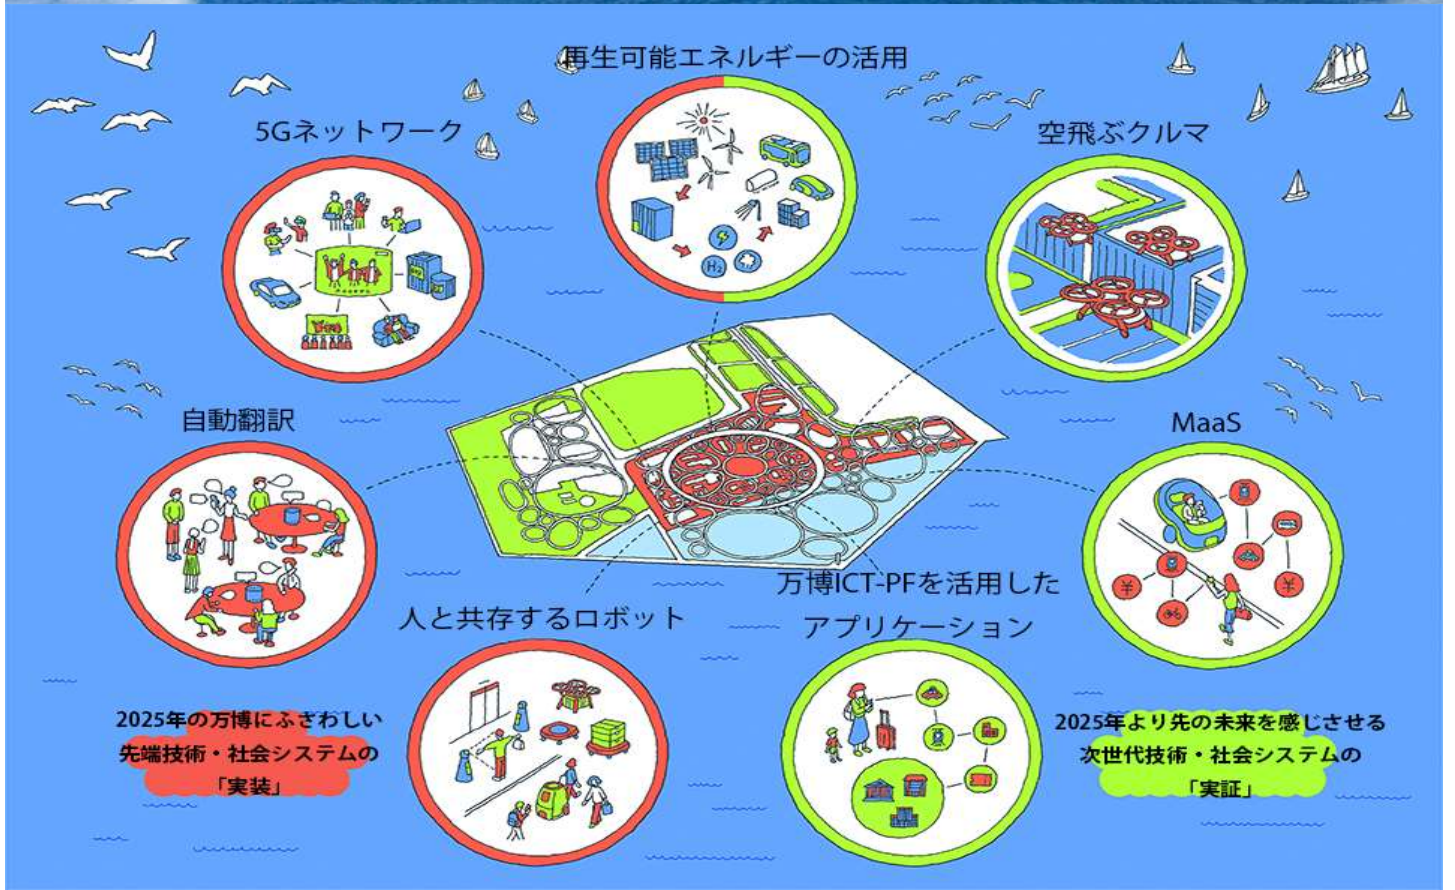 再生可能エネルギーの活用
5Gネットワーク
空飛ぶクルマ
H₂
自動翻訳
MaaS
¥
¥
万博ICT-PFを活用した
アプリケーション
人と共存するロボット
2025年の万博にふさわしい
先端技術・社会システムの
「実装」
2025年より先の未来を感じさせる
次世代技術・社会システムの
「実証」